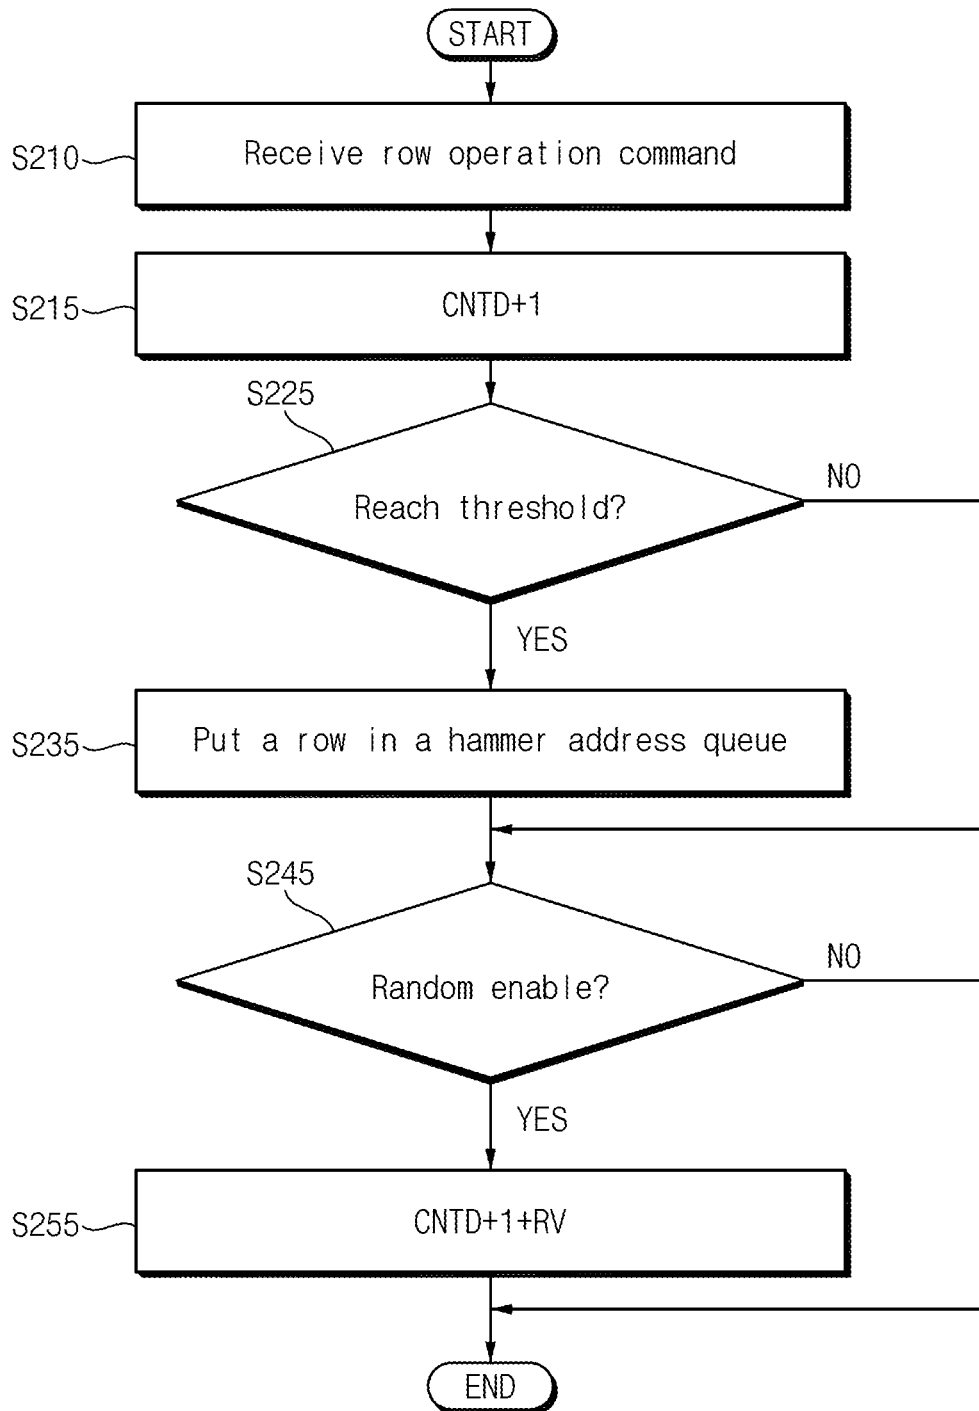 START
S210
Receive row operation command
S215
CNTD+1
S225
Reach threshold?
NO
YES
S235
Put a row in a hammer address queue
S245
Random enable?
NO
YES
S255
CNTD+1+RV
END